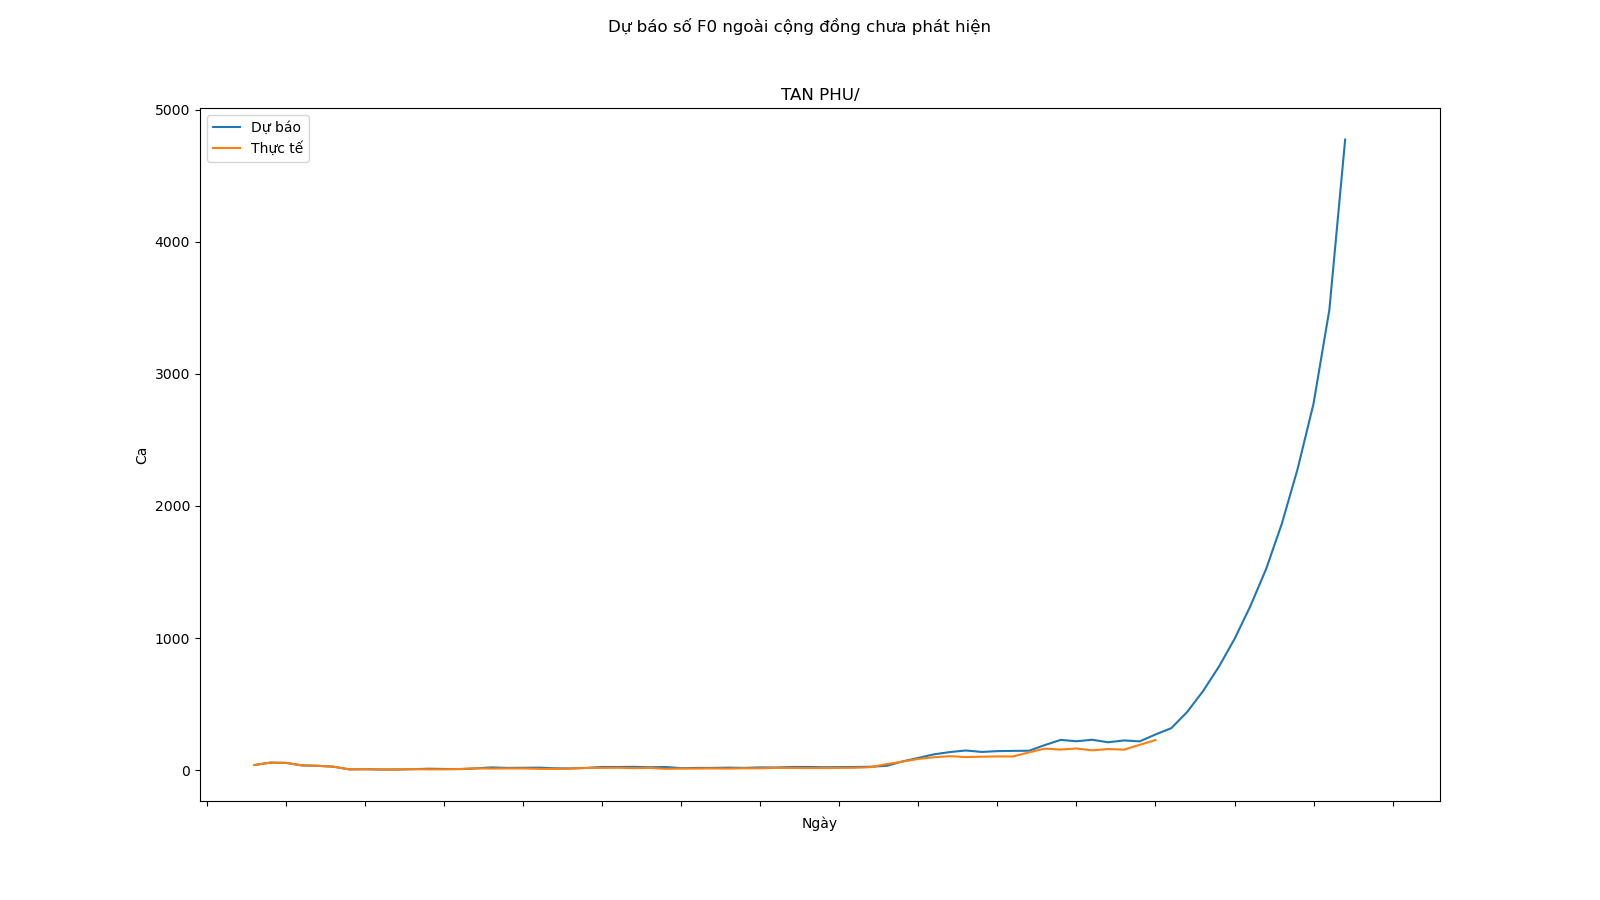 Dự báo số F0 ngoài cộng đồng chưa phát hiện
TAN PHU/
Dự báo
Thực tế
5000
4000
3000
2000
1000
0
Ca
Ngày